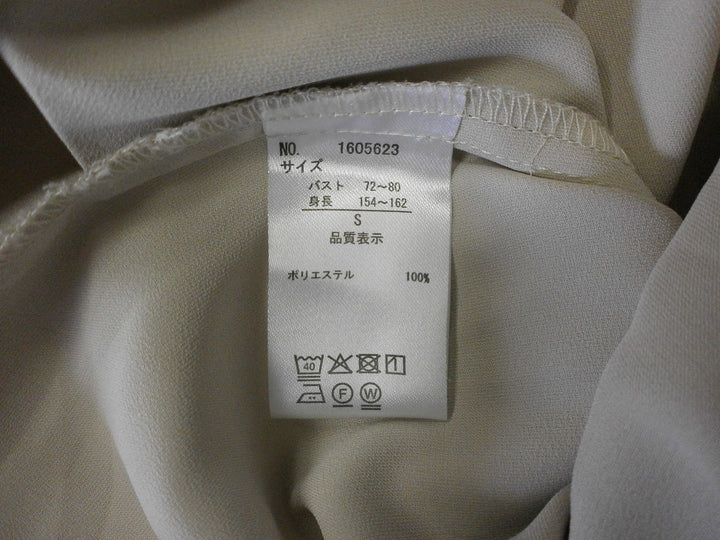 NO. 1605623
サイズ
バスト 72～80
身長 154～162
S
品質表示
ポリエステル 100%
40
F W